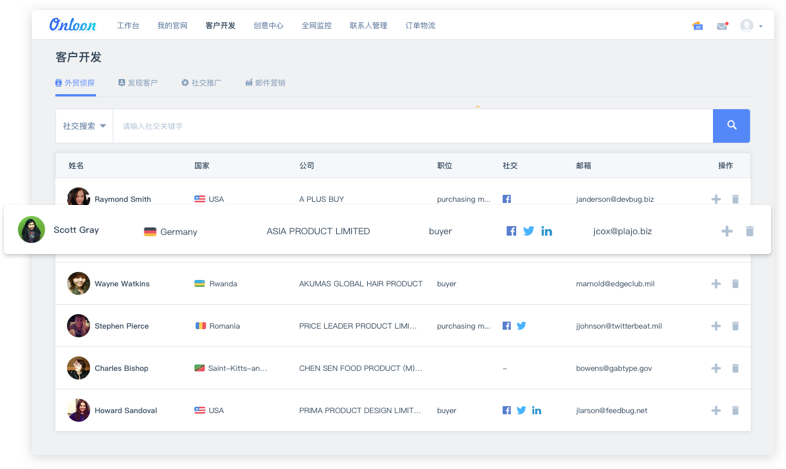 Onloon 工作台 我的官网 客户开发 创意中心 全网监控 联系人管理 订单物流
客户开发
外贸侦探 发现客户 社交推广 邮件营销
社交搜索 请输入社交关键字
姓名 国家 公司 职位 社交 邮箱 操作
Raymond Smith USA A PLUS BUY purchasing m... janderson@devbug.biz
Scott Gray Germany ASIA PRODUCT LIMITED buyer jcox@plajo.biz
Wayne Watkins Rwanda AKUMAS GLOBAL HAIR PRODUCT buyer marnold@edgeclub.mil
Stephen Pierce Romania PRICE LEADER PRODUCT LIMI... purchasing m... jjohnson@twitterbeat.mil
Charles Bishop Saint-Kitts-an... CHEN SEN FOOD PRODUCT (M)... – bowens@gabtype.gov
Howard Sandoval USA PRIMA PRODUCT DESIGN LIMIT... buyer jlarson@feedbug.net